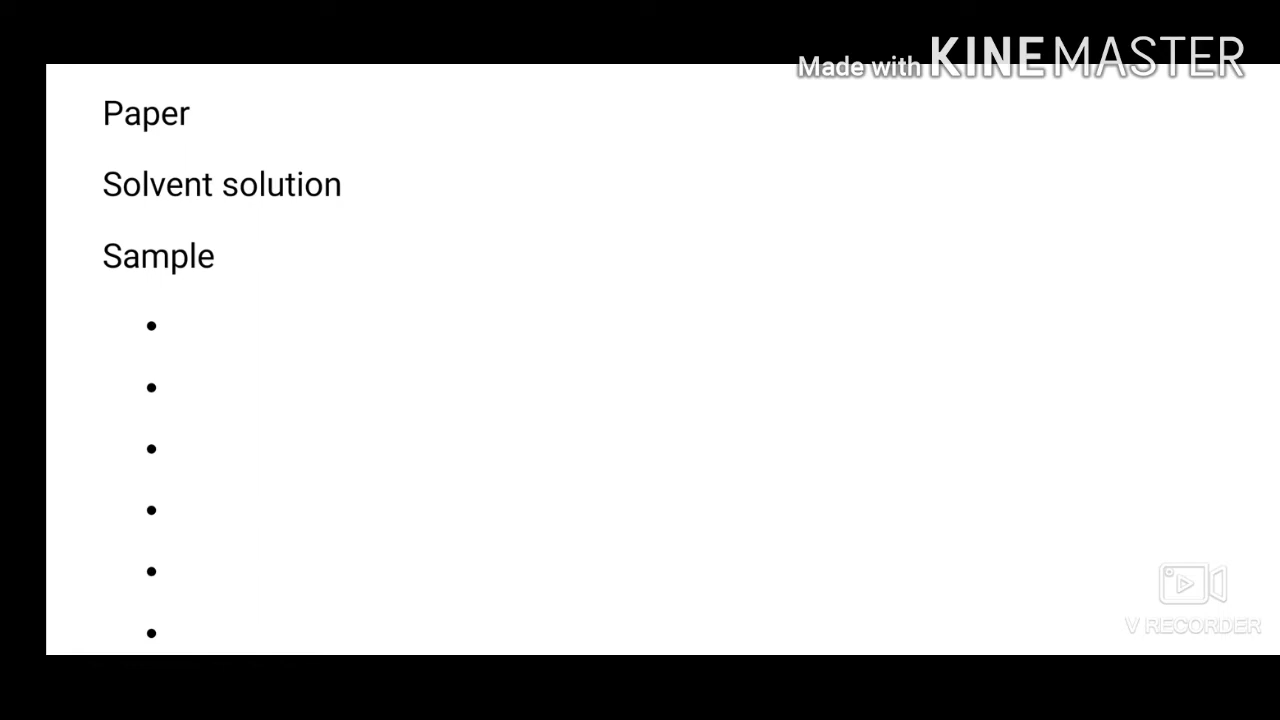 Made with KINEMASTER
Paper
Solvent solution
Sample
•
•
•
•
•
•
V RECORDER